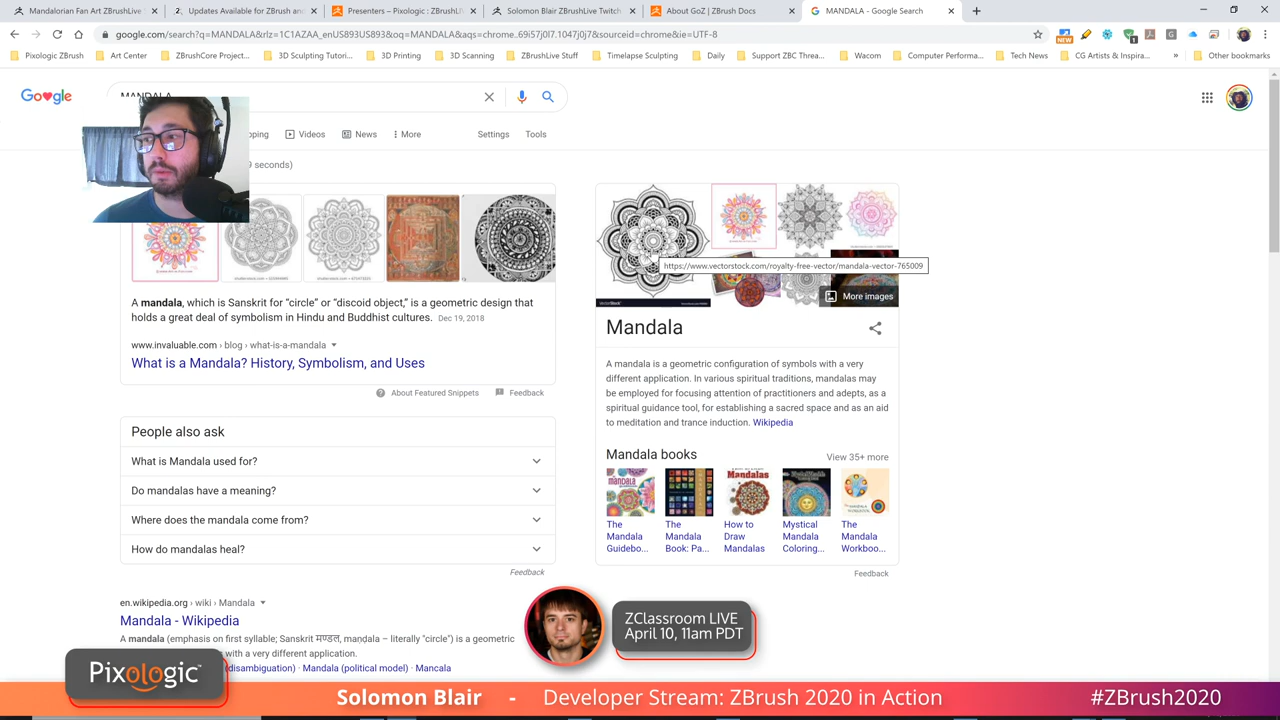 Mandalorian Fan Art ZBrushLive
Updates Available for ZBrush an
Presenters – Pixologic : ZBrushLi
Solomon Blair ZBrushLive Twitch
About GoZ | ZBrush Docs
MANDALA - Google Search
google.com/search?q=MANDALA&rlz=1C1AZAA_enUS893US893&oq=MANDALA&aqs=chrome..69i57j0l7.1047j0j7&sourceid=chrome&ie=UTF-8
Pixologic ZBrush
Art Center
ZBrushCore Project...
3D Sculpting Tutori...
3D Printing
3D Scanning
ZBrushLive Stuff
Timelapse Sculpting
Daily
Support ZBC Threa...
Wacom
Computer Performa...
Tech News
CG Artists & Inspira...
»
Other bookmarks
NEW
Google
MANDALA
Videos
News
More
Settings
Tools
seconds)
https://www.vectorstock.com/royalty-free-vector/mandala-vector-765009
More images
A mandala, which is Sanskrit for "circle" or "discoid object," is a geometric design that
holds a great deal of symbolism in Hindu and Buddhist cultures. Dec 19, 2018
www.invaluable.com › blog › what-is-a-mandala
What is a Mandala? History, Symbolism, and Uses
About Featured Snippets
Feedback
Mandala
A mandala is a geometric configuration of symbols with a very
different application. In various spiritual traditions, mandalas may
be employed for focusing attention of practitioners and adepts, as a
spiritual guidance tool, for establishing a sacred space and as an aid
to meditation and trance induction. Wikipedia
Mandala books
View 35+ more
The
Mandala
Guidebo...
The
Mandala
Book: Pa...
How to
Draw
Mandalas
Mystical
Mandala
Coloring...
The
Mandala
Workboo...
Feedback
People also ask
What is Mandala used for?
Do mandalas have a meaning?
Where does the mandala come from?
How do mandalas heal?
Feedback
en.wikipedia.org › wiki › Mandala
Mandala - Wikipedia
A mandala (emphasis on first syllable; Sanskrit मण्डल, maṇḍala – literally "circle") is a geometric
with a very different application.
(disambiguation) · Mandala (political model) · Mancala
ZClassroom LIVE
April 10, 11am PDT
Pixologic™
Solomon Blair - Developer Stream: ZBrush 2020 in Action #ZBrush2020